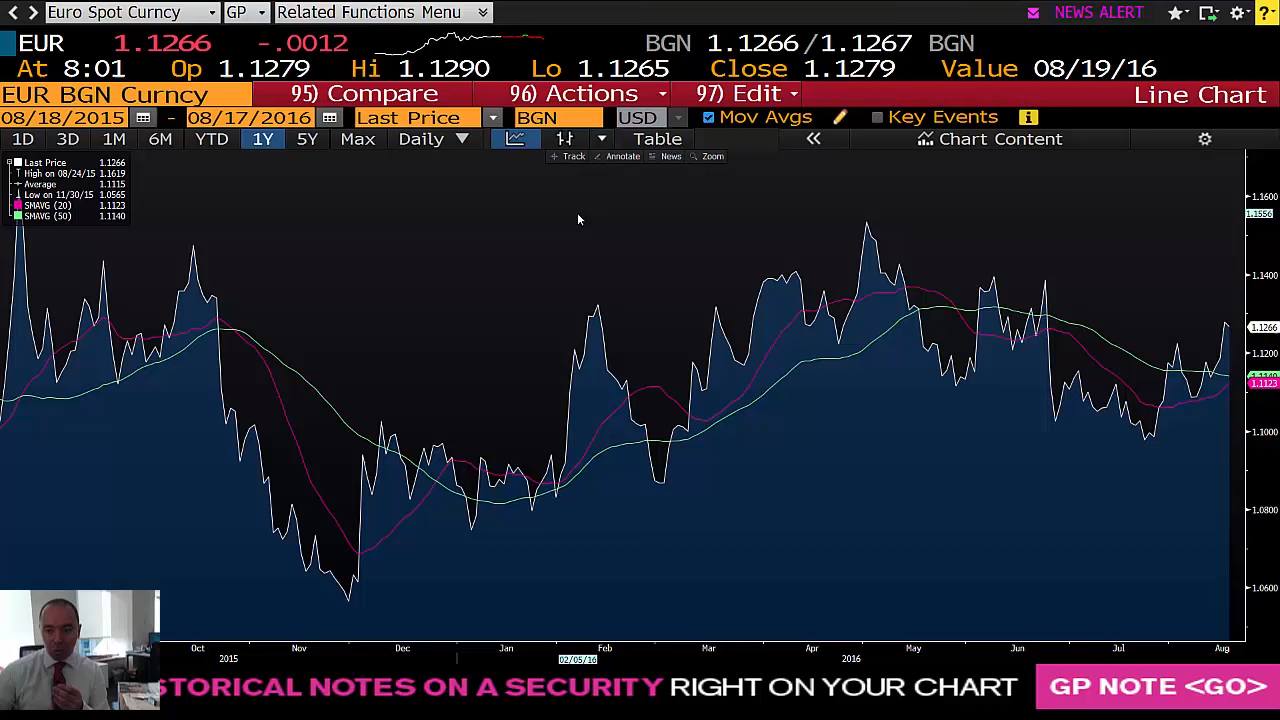 Euro Spot Curncy GP Related Functions Menu NEWS ALERT ?
EUR 1.1266 -.0012 BGN 1.1266/1.1267 BGN
At 8:01 Op 1.1279 Hi 1.1290 Lo 1.1265 Close 1.1279 Value 08/19/16
EUR BGN Curncy 95) Compare 96) Actions 97) Edit Line Chart
08/18/2015 - 08/17/2016 Last Price BGN USD Mov Avgs Key Events i
1D 3D 1M 6M YTD 1Y 5Y Max Daily Table Chart Content
Track Annotate News Zoom
Last Price 1.1266
High on 08/24/15 1.1619
Average 1.1115
Low on 11/30/15 1.0565
SMAVG (20) 1.1123
SMAVG (50) 1.1140
1.1600
1.1556
1.1400
1.1266
1.1200
1.1140
1.1123
1.1000
1.0800
1.0600
Oct Nov Dec Jan Feb Mar Apr May Jun Jul Aug
2015 02/05/16 2016
STORICAL NOTES ON A SECURITY RIGHT ON YOUR CHART GP NOTE <GO>